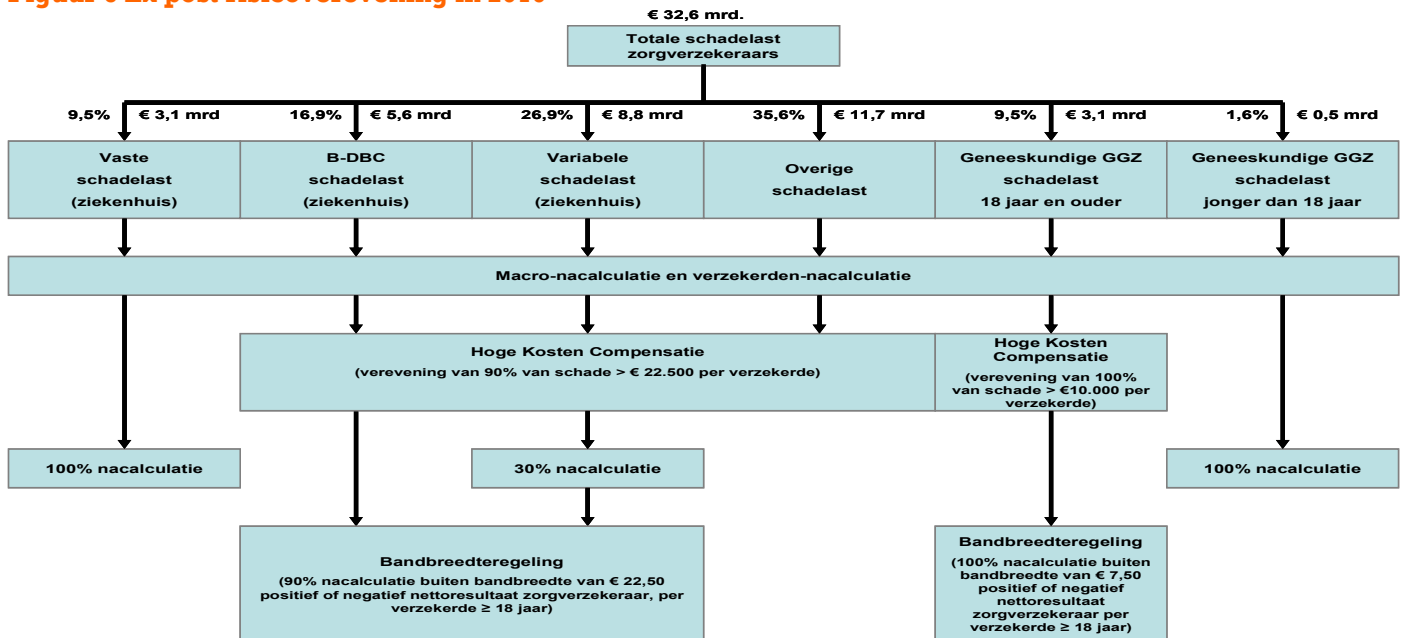 € 32,6 mrd.
Totale schadelast
zorgverzekeraars
9,5% € 3,1 mrd
16,9% € 5,6 mrd
26,9% € 8,8 mrd
35,6% € 11,7 mrd
9,5% € 3,1 mrd
1,6% € 0,5 mrd
Vaste
schadelast
(ziekenhuis)
B-DBC
schadelast
(ziekenhuis)
Variabele
schadelast
(ziekenhuis)
Overige
schadelast
Geneeskundige GGZ
schadelast
18 jaar en ouder
Geneeskundige GGZ
schadelast
jonger dan 18 jaar
Macro-nacalculatie en verzekerden-nacalculatie
Hoge Kosten Compensatie
(verevening van 90% van schade > € 22.500 per verzekerde)
Hoge Kosten
Compensatie
(verevening van 100%
van schade > €10.000 per
verzekerde)
100% nacalculatie
30% nacalculatie
100% nacalculatie
Bandbreedteregeling
(90% nacalculatie buiten bandbreedte van € 22,50
positief of negatief nettoresultaat zorgverzekeraar, per
verzekerde ≥ 18 jaar)
Bandbreedteregeling
(100% nacalculatie buiten
bandbreedte van € 7,50
positief of negatief
nettoresultaat
zorgverzekeraar per
verzekerde ≥ 18 jaar)